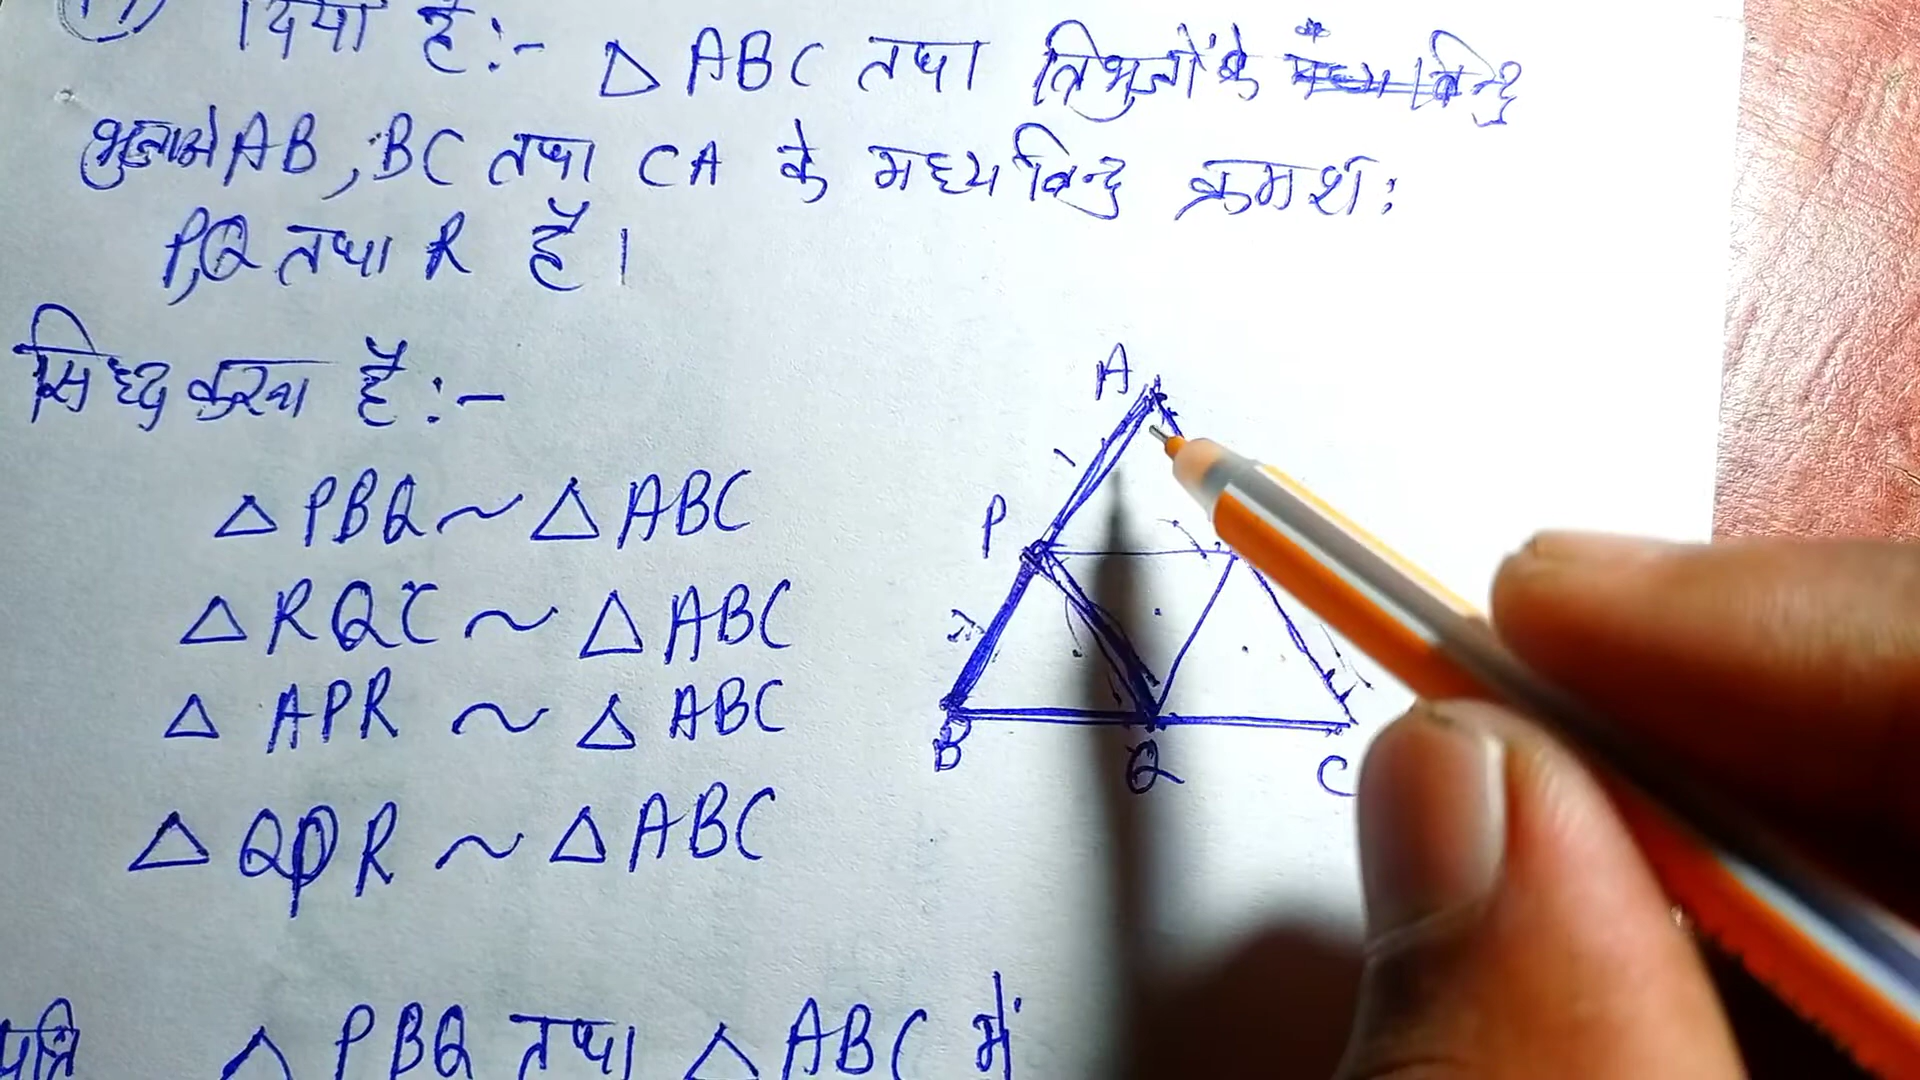 दिया है :- △ ABC तथा त्रिभुजों के बिन्दु
AB, BC तथा CA के मध्य बिन्दु क्रमश:
P,Q तथा R है ।
सिध्द करना है :-
△ PBQ ~ △ ABC
△ RQC ~ △ ABC
△ APR ~ △ ABC
△ QPR ~ △ ABC
A
P
B
Q
C
△ PBQ तथा △ ABC में